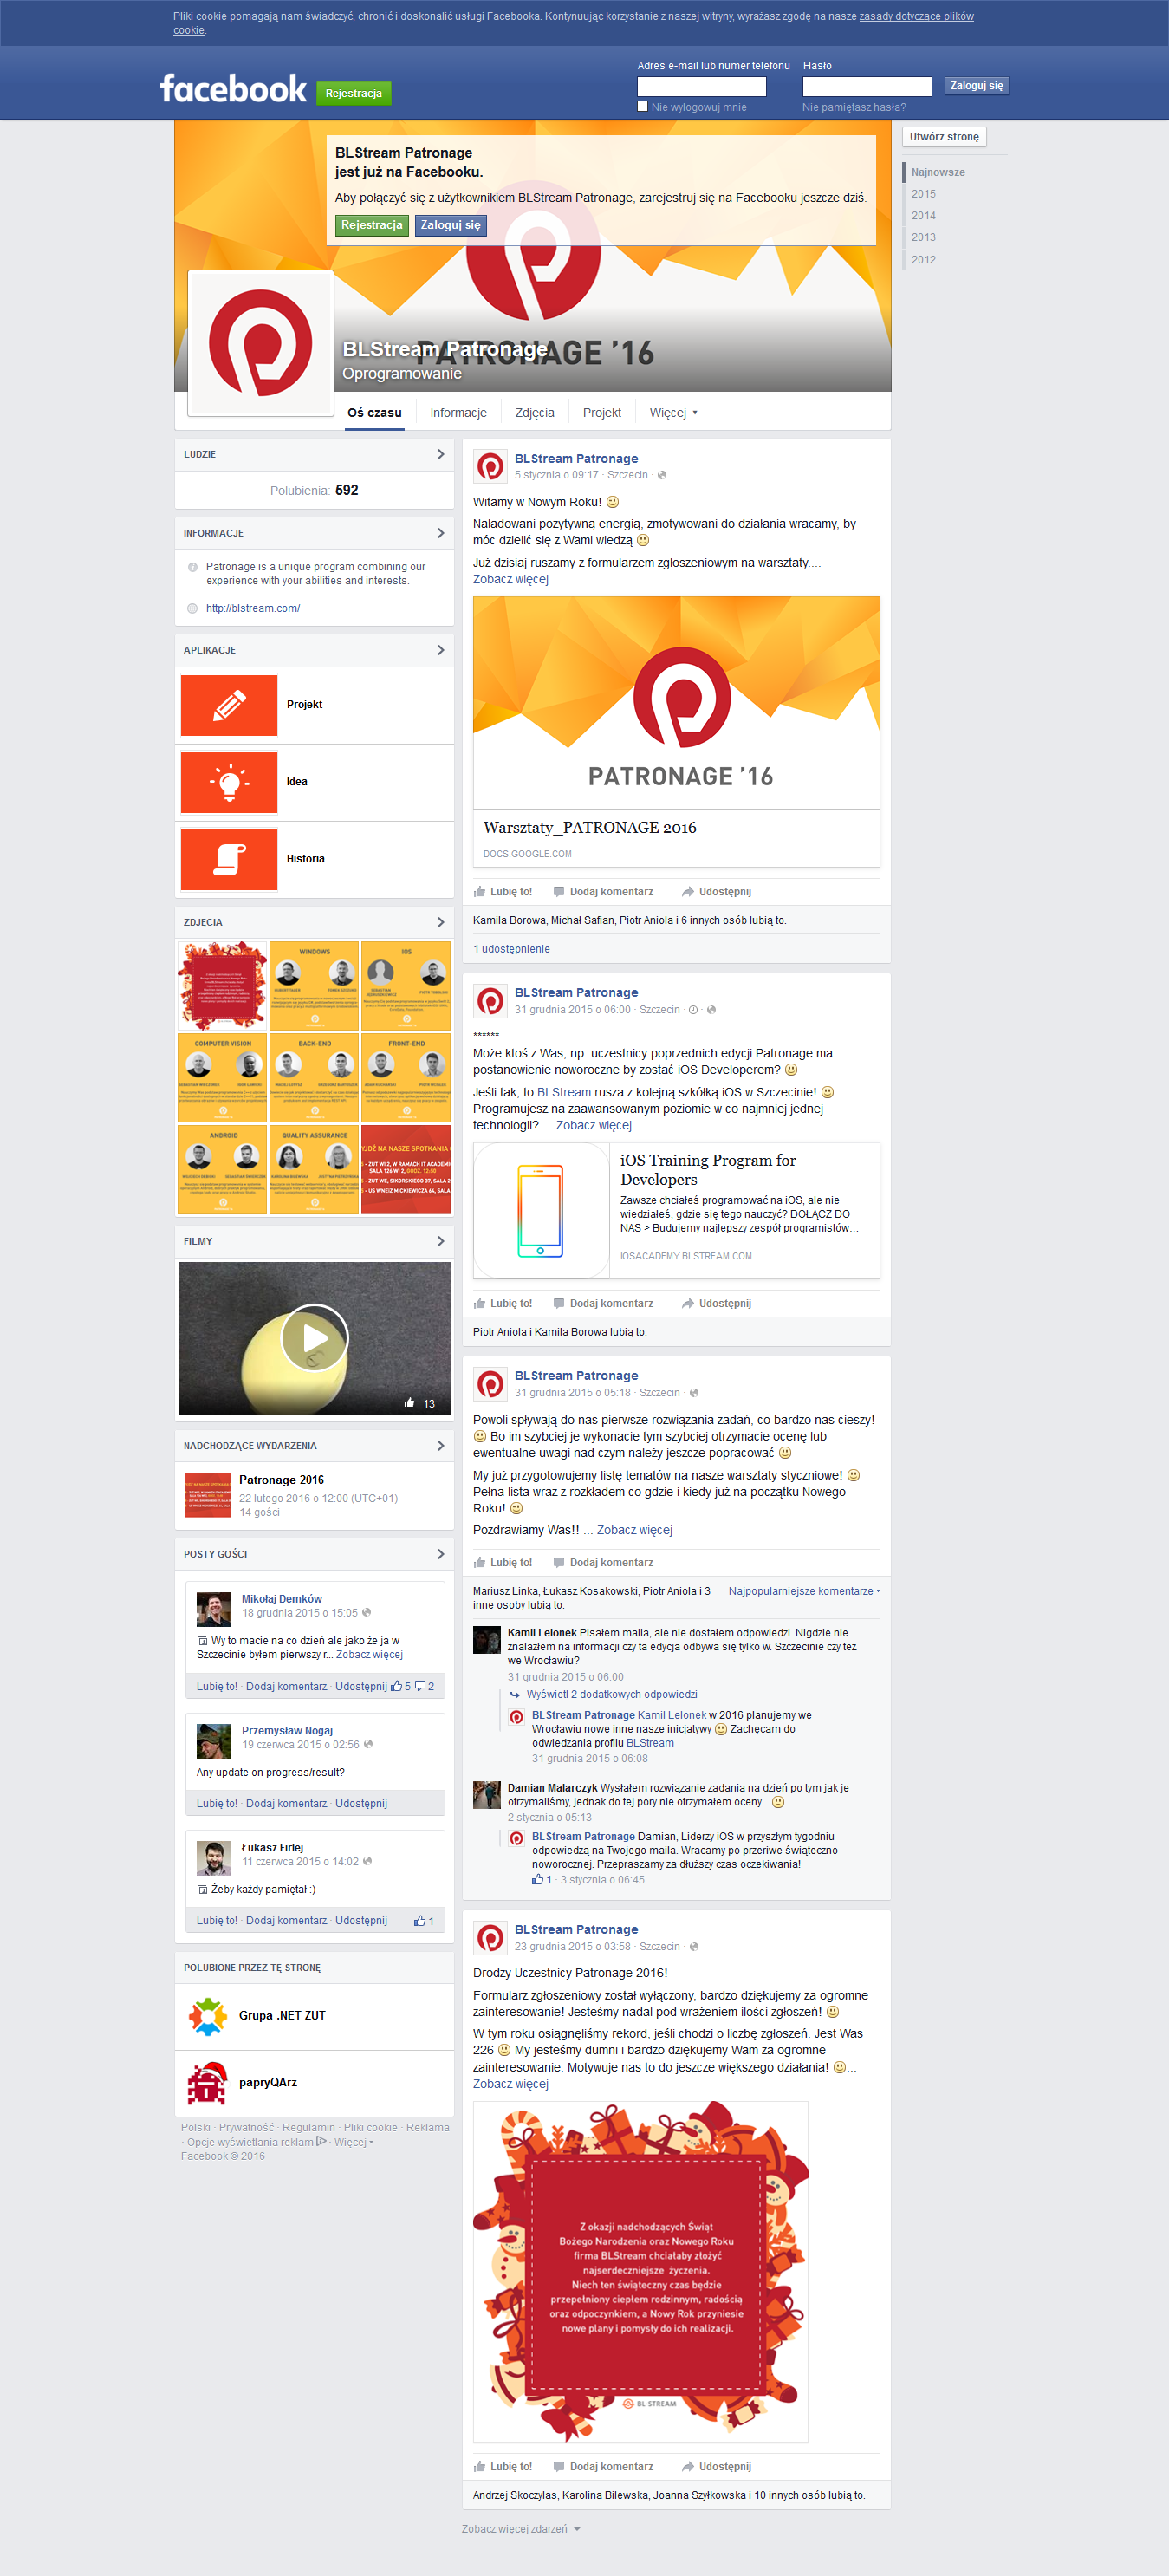 Pliki cookie pomagają nam świadczyć, chronić i doskonalić usługi Facebooka. Kontynuując korzystanie z naszej witryny, wyrażasz zgodę na nasze zasady dotyczące plików
cookie.
facebook
Rejestracja
Adres e-mail lub numer telefonu
Hasło
Zaloguj się
Nie wylogowuj mnie
Nie pamiętasz hasła?
BLStream Patronage
jest już na Facebooku.
Aby połączyć się z użytkownikiem BLStream Patronage, zarejestruj się na Facebooku jeszcze dziś.
Rejestracja
Zaloguj się
PATRONAGE '16
BLStream Patronage
Oprogramowanie
Oś czasu
Informacje
Zdjęcia
Projekt
Więcej
Utwórz stronę
Najnowsze
2015
2014
2013
2012
LUDZIE
Polubienia: 592
INFORMACJE
Patronage is a unique program combining our
experience with your abilities and interests.
http://blstream.com/
APLIKACJE
Projekt
Idea
Historia
ZDJĘCIA
WINDOWS
IOS
COMPUTER VISION
BACK-END
FRONT-END
ANDROID
QUALITY ASSURANCE
FILMY
13
NADCHODZĄCE WYDARZENIA
Patronage 2016
22 lutego 2016 o 12:00 (UTC+01)
14 gości
POSTY GOŚCI
Mikołaj Demków
18 grudnia 2015 o 15:05
Wy to macie na co dzień ale jako że ja w
Szczecinie byłem pierwszy r... Zobacz więcej
Lubię to! · Dodaj komentarz · Udostępnij 5 2
Przemysław Nogaj
19 czerwca 2015 o 02:56
Any update on progress/result?
Lubię to! · Dodaj komentarz · Udostępnij
Łukasz Firlej
11 czerwca 2015 o 14:02
Żeby każdy pamiętał :)
Lubię to! · Dodaj komentarz · Udostępnij 1
POLUBIONE PRZEZ TĘ STRONĘ
Grupa .NET ZUT
papryQArz
Polski · Prywatność · Regulamin · Pliki cookie · Reklama
· Opcje wyświetlania reklam · Więcej
Facebook © 2016
BLStream Patronage
5 stycznia o 09:17 · Szczecin ·
Witamy w Nowym Roku!
Naładowani pozytywną energią, zmotywowani do działania wracamy, by
móc dzielić się z Wami wiedzą
Już dzisiaj ruszamy z formularzem zgłoszeniowym na warsztaty....
Zobacz więcej
PATRONAGE '16
Warsztaty_PATRONAGE 2016
DOCS.GOOGLE.COM
Lubię to! Dodaj komentarz Udostępnij
Kamila Borowa, Michał Safian, Piotr Aniola i 6 innych osób lubią to.
1 udostępnienie
BLStream Patronage
31 grudnia 2015 o 06:00 · Szczecin ·
******
Może ktoś z Was, np. uczestnicy poprzednich edycji Patronage ma
postanowienie noworoczne by zostać iOS Developerem?
Jeśli tak, to BLStream rusza z kolejną szkółką iOS w Szczecinie!
Programujesz na zaawansowanym poziomie w co najmniej jednej
technologii? ... Zobacz więcej
iOS Training Program for
Developers
Zawsze chciałeś programować na iOS, ale nie
wiedziałeś, gdzie się tego nauczyć? DOŁĄCZ DO
NAS > Budujemy najlepszy zespół programistów…
IOSACADEMY.BLSTREAM.COM
Lubię to! Dodaj komentarz Udostępnij
Piotr Aniola i Kamila Borowa lubią to.
BLStream Patronage
31 grudnia 2015 o 05:18 · Szczecin ·
Powoli spływają do nas pierwsze rozwiązania zadań, co bardzo nas cieszy!
Bo im szybciej je wykonacie tym szybciej otrzymacie ocenę lub
ewentualne uwagi nad czym należy jeszcze popracować
My już przygotowujemy listę tematów na nasze warsztaty styczniowe!
Pełna lista wraz z rozkładem co gdzie i kiedy już na początku Nowego
Roku!
Pozdrawiamy Was!! ... Zobacz więcej
Lubię to! Dodaj komentarz
Mariusz Linka, Łukasz Kosakowski, Piotr Aniola i 3
inne osoby lubią to.
Najpopularniejsze komentarze
Kamil Lelonek Pisałem maila, ale nie dostałem odpowiedzi. Nigdzie nie
znalazłem na informacji czy ta edycja odbywa się tylko w. Szczecinie czy też
we Wrocławiu?
31 grudnia 2015 o 06:00
Wyświetl 2 dodatkowych odpowiedzi
BLStream Patronage Kamil Lelonek w 2016 planujemy we
Wrocławiu nowe inne nasze inicjatywy Zachęcam do
odwiedzania profilu BLStream
31 grudnia 2015 o 06:08
Damian Malarczyk Wysłałem rozwiązanie zadania na dzień po tym jak je
otrzymaliśmy, jednak do tej pory nie otrzymałem oceny...
2 stycznia o 05:13
BLStream Patronage Damian, Liderzy iOS w przyszłym tygodniu
odpowiedzą na Twojego maila. Wracamy po przeriwe świąteczno-
noworocznej. Przepraszamy za dłuższy czas oczekiwania!
1 · 3 stycznia o 06:45
BLStream Patronage
23 grudnia 2015 o 03:58 · Szczecin ·
Drodzy Uczestnicy Patronage 2016!
Formularz zgłoszeniowy został wyłączony, bardzo dziękujemy za ogromne
zainteresowanie! Jesteśmy nadal pod wrażeniem ilości zgłoszeń!
W tym roku osiągnęliśmy rekord, jeśli chodzi o liczbę zgłoszeń. Jest Was
226 My jesteśmy dumni i bardzo dziękujemy Wam za ogromne
zainteresowanie. Motywuje nas to do jeszcze większego działania! ...
Zobacz więcej
Z okazji nadchodzących Świąt
Bożego Narodzenia oraz Nowego Roku
firma BLStream chciałaby złożyć
najserdeczniejsze życzenia.
Niech ten świąteczny czas będzie
przepełniony ciepłem rodzinnym, radością
oraz odpoczynkiem, a Nowy Rok przyniesie
nowe plany i pomysły do ich realizacji.
BL STREAM
Lubię to! Dodaj komentarz Udostępnij
Andrzej Skoczylas, Karolina Bilewska, Joanna Szyłkowska i 10 innych osób lubią to.
Zobacz więcej zdarzeń